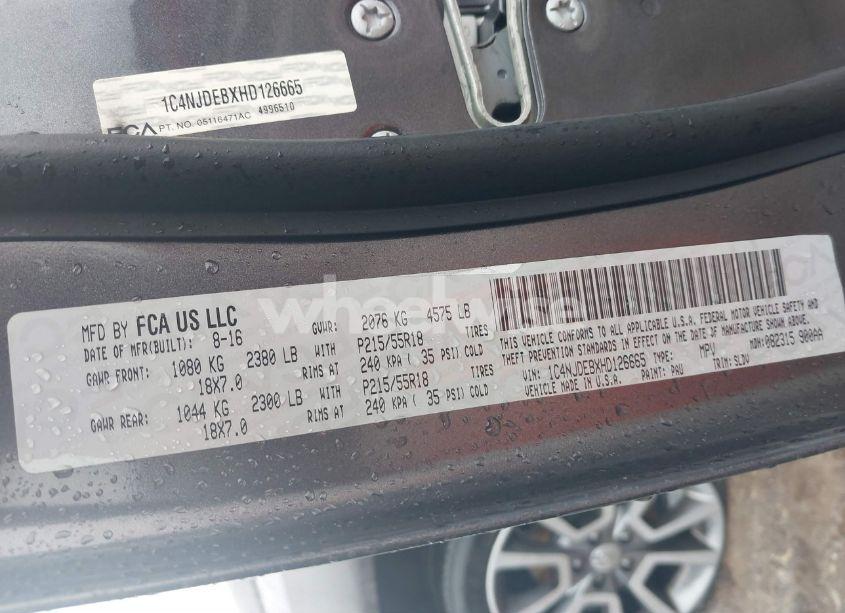 1C4NJDEBXHD126665
FCA PT. NO. 05116471AC 4996510
wheelwise
MFD BY FCA US LLC
DATE OF MFR(BUILT): 8-16
GVWR: 2076 KG 4575 LB
GAWR FRONT: 1080 KG 2380 LB WITH P215/55R18 TIRES
18X7.0 RIMS AT 240 KPA ( 35 PSI) COLD
GAWR REAR: 1044 KG 2300 LB WITH P215/55R18 TIRES
18X7.0 RIMS AT 240 KPA ( 35 PSI) COLD
THIS VEHICLE CONFORMS TO ALL APPLICABLE U.S.A. FEDERAL MOTOR VEHICLE SAFETY AND
THEFT PREVENTION STANDARDS IN EFFECT ON THE DATE OF MANUFACTURE SHOWN ABOVE.
VIN: 1C4NJDEBXHD126665 TYPE: MPV MDH: 082315 900AA
VEHICLE MADE IN U.S.A. PAINT: PAU TRIM: SLDV